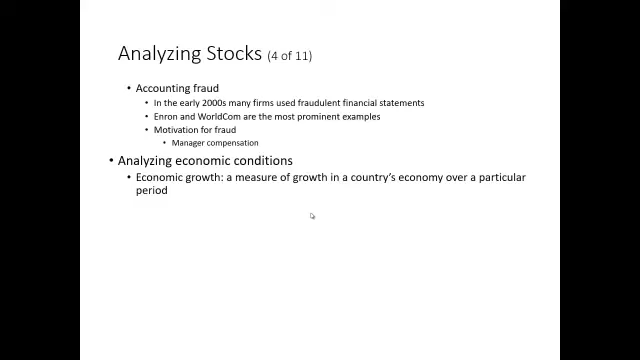 Analyzing Stocks (4 of 11)
• Accounting fraud
• In the early 2000s many firms used fraudulent financial statements
• Enron and WorldCom are the most prominent examples
• Motivation for fraud
• Manager compensation
• Analyzing economic conditions
• Economic growth: a measure of growth in a country's economy over a particular
period